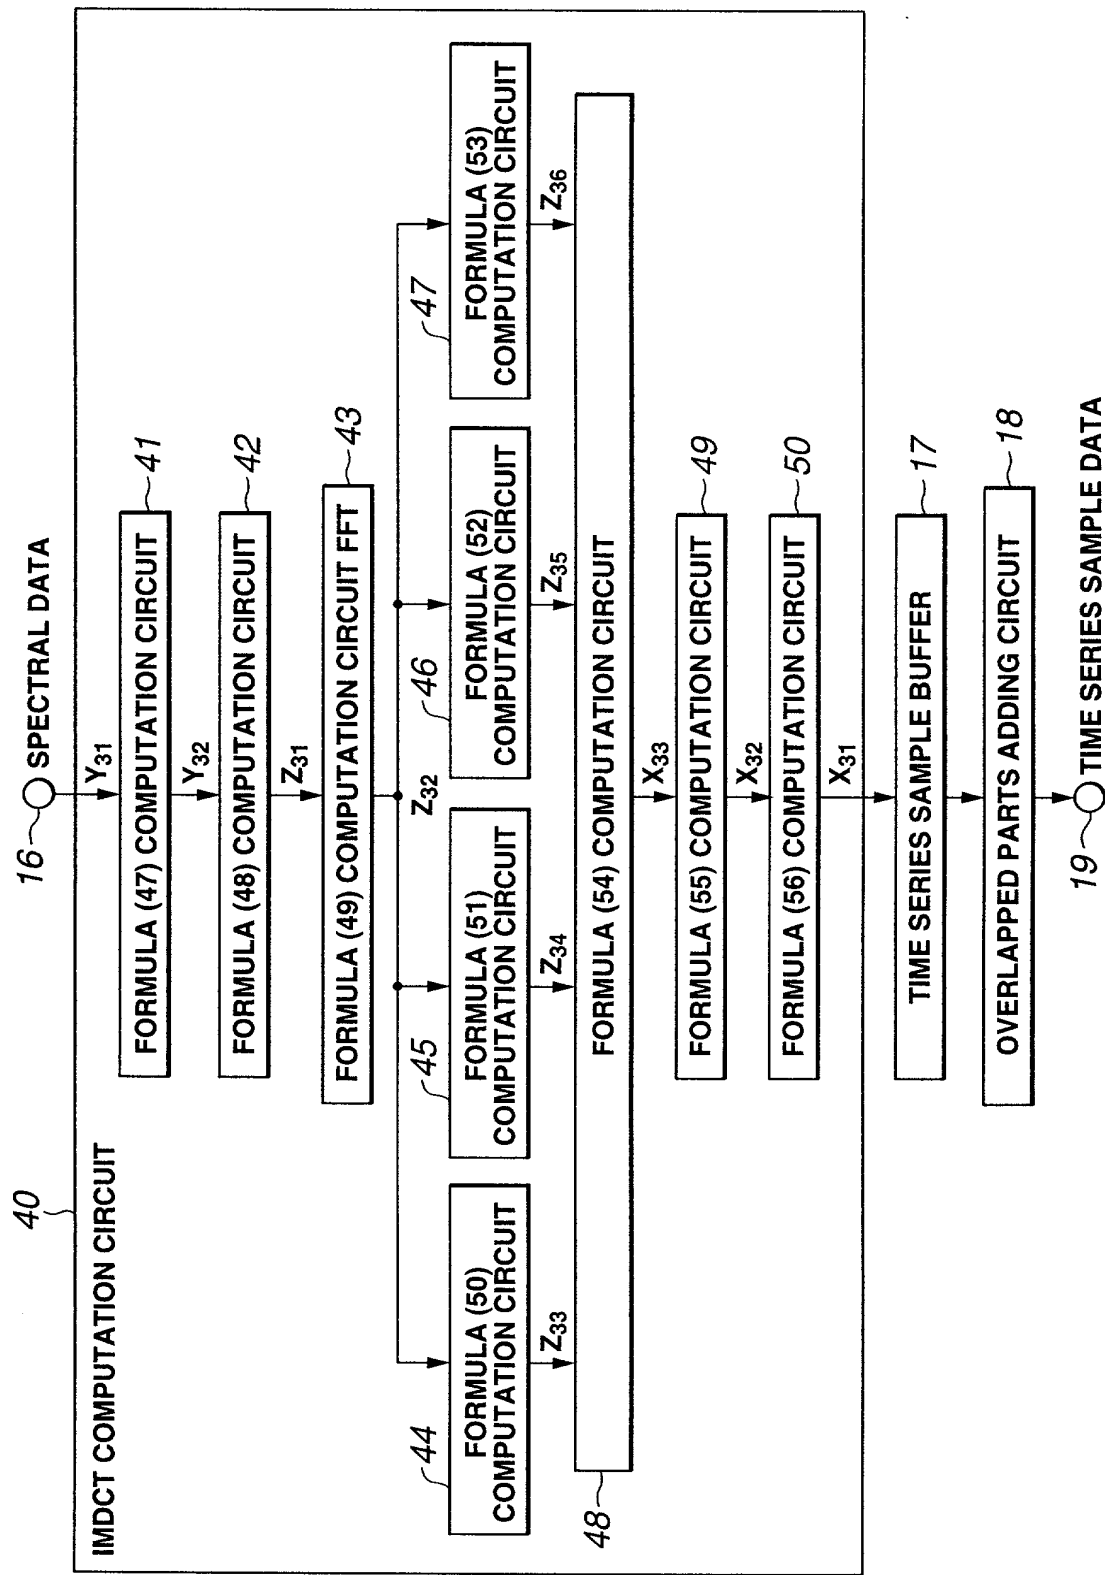 16
SPECTRAL DATA
40
IMDCT COMPUTATION CIRCUIT
Y31
FORMULA (47) COMPUTATION CIRCUIT
41
Y32
FORMULA (48) COMPUTATION CIRCUIT
42
Z31
FORMULA (49) COMPUTATION CIRCUIT FFT
43
Z32
44
FORMULA (50)
COMPUTATION CIRCUIT
45
FORMULA (51)
COMPUTATION CIRCUIT
46
FORMULA (52)
COMPUTATION CIRCUIT
47
FORMULA (53)
COMPUTATION CIRCUIT
Z33
Z34
Z35
Z36
48
FORMULA (54) COMPUTATION CIRCUIT
X33
FORMULA (55) COMPUTATION CIRCUIT
49
X32
FORMULA (56) COMPUTATION CIRCUIT
50
X31
TIME SERIES SAMPLE BUFFER
17
OVERLAPPED PARTS ADDING CIRCUIT
18
19
TIME SERIES SAMPLE DATA